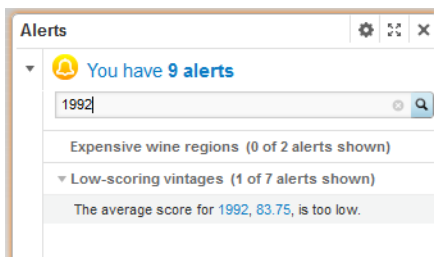 Alerts
You have 9 alerts
1992
Expensive wine regions (0 of 2 alerts shown)
Low-scoring vintages (1 of 7 alerts shown)
The average score for 1992, 83.75, is too low.